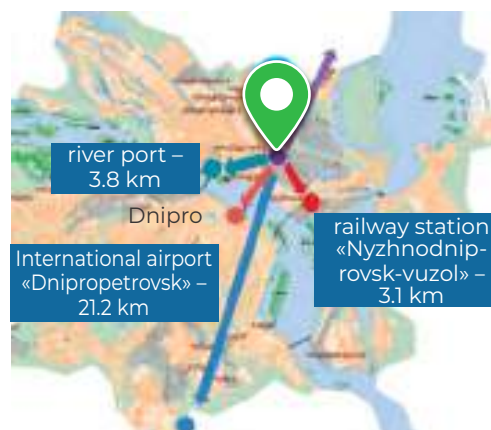 river port –
3.8 km
Dnipro
International airport
«Dnipropetrovsk» –
21.2 km
railway station
«Nyzhnodnip-
rovsk-vuzol» –
3.1 km